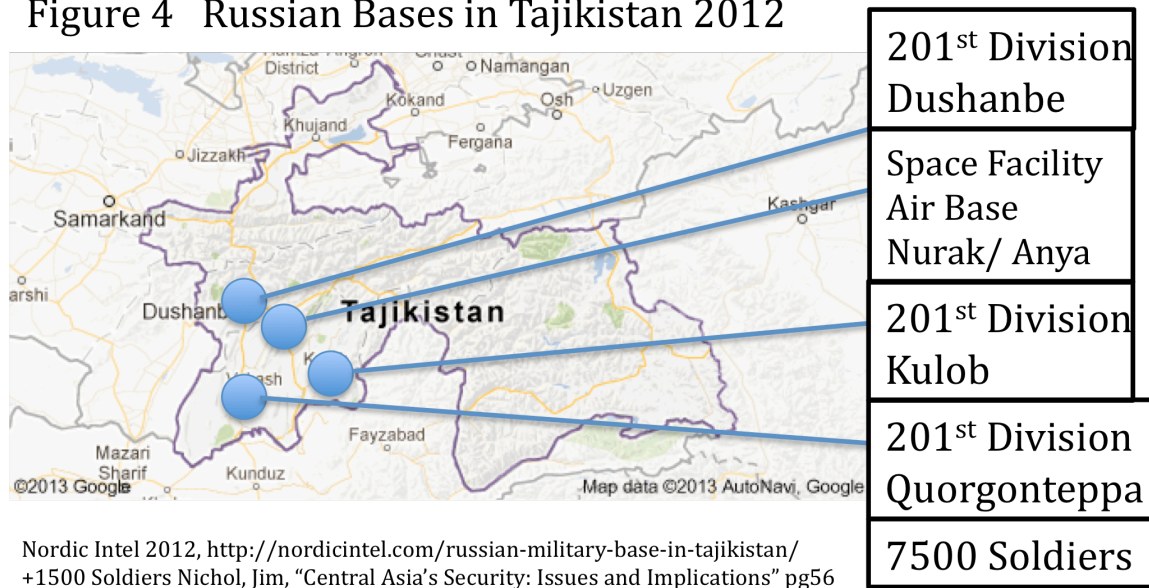 Figure 4 Russian Bases in Tajikistan 2012
201st Division
Dushanbe
Space Facility
Air Base
Nurak/ Anya
201st Division
Kulob
201st Division
Quorgonteppa
7500 Soldiers
District
Namangan
Kokand
Osh
Uzgen
Khujand
Fergana
Jizzakh
Samarkand
Kashgar
arshi
Dushanb
Tajikistan
Fayzabad
Mazari
Sharif
Kunduz
©2013 Google
Map data ©2013 AutoNavi, Google
Nordic Intel 2012, http://nordicintel.com/russian-military-base-in-tajikistan/
+1500 Soldiers Nichol, Jim, “Central Asia’s Security: Issues and Implications” pg56